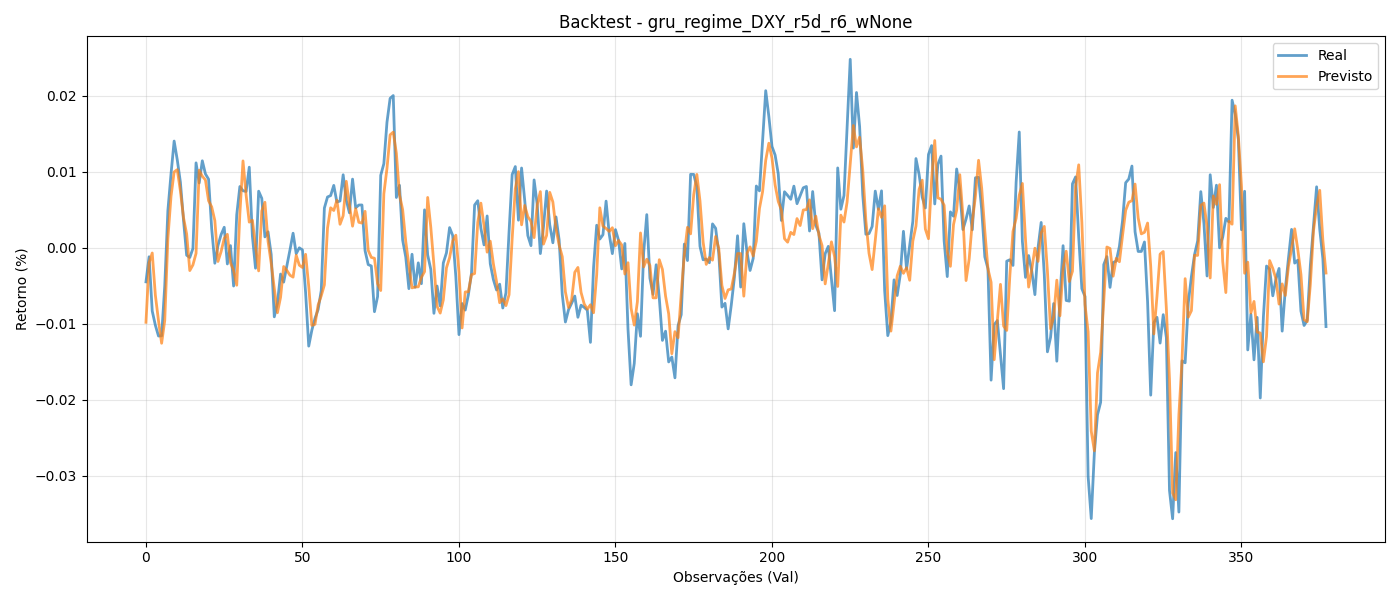 Backtest - gru_regime_DXY_r5d_r6_wNone
Real
Previsto
Retorno (%)
0.02
0.01
0.00
−0.01
−0.02
−0.03
0 50 100 150 200 250 300 350
Observações (Val)